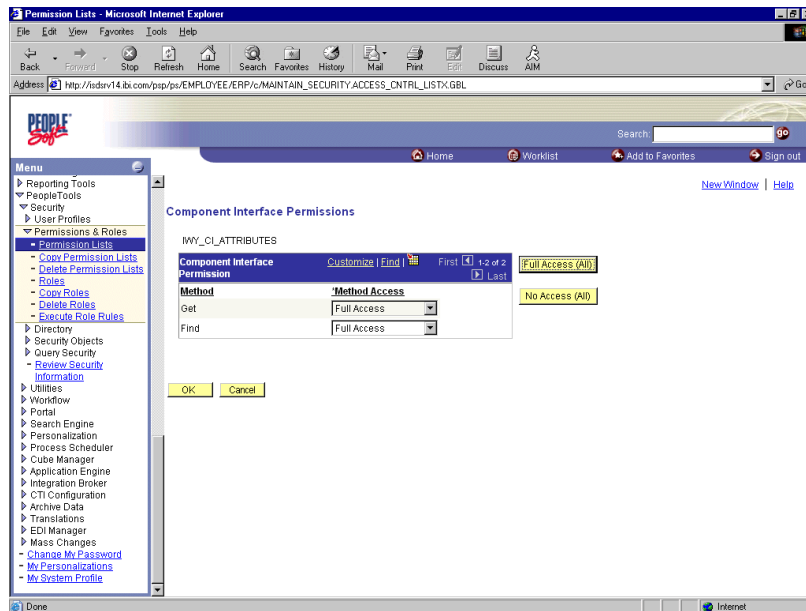 Permission Lists - Microsoft Internet Explorer
File Edit View Favorites Tools Help
Back Forward Stop Refresh Home Search Favorites History Mail Print Edit Discuss AIM
Address http://isdsrv14.ibi.com/psp/ps/EMPLOYEE/ERP/c/MAINTAIN_SECURITY.ACCESS_CNTRL_LISTX.GBL Go
PEOPLE Soft
Search: go
Home Worklist Add to Favorites Sign out
Menu
Reporting Tools
PeopleTools
Security
User Profiles
Permissions & Roles
- Permission Lists
- Copy Permission Lists
- Delete Permission Lists
- Roles
- Copy Roles
- Delete Roles
- Execute Role Rules
Directory
Security Objects
Query Security
- Review Security
Information
Utilities
Workflow
Portal
Search Engine
Personalization
Process Scheduler
Cube Manager
Application Engine
Integration Broker
CTI Configuration
Archive Data
Translations
EDI Manager
Mass Changes
- Change My Password
- My Personalizations
- My System Profile
New Window | Help
Component Interface Permissions
IWY_CI_ATTRIBUTES
Component Interface
Permission
Customize | Find | First 1-2 of 2
Last
Full Access (All)
Method *Method Access
No Access (All)
Get Full Access
Find Full Access
OK Cancel
Done Internet